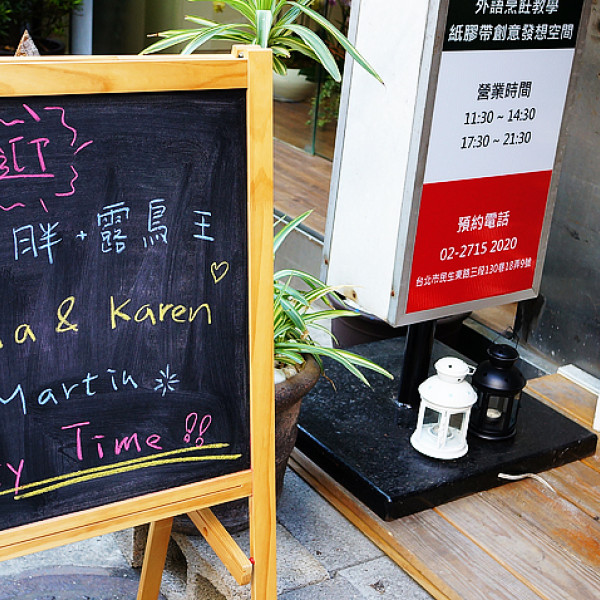 迎
胖+露鳥王
a & Karen
Martin
y Time!!
外語烹飪教學
紙膠帶創意發想空間
營業時間
11:30 ~ 14:30
17:30 ~ 21:30
預約電話
02-2715 2020
台北市民生東路三段130巷18弄9號